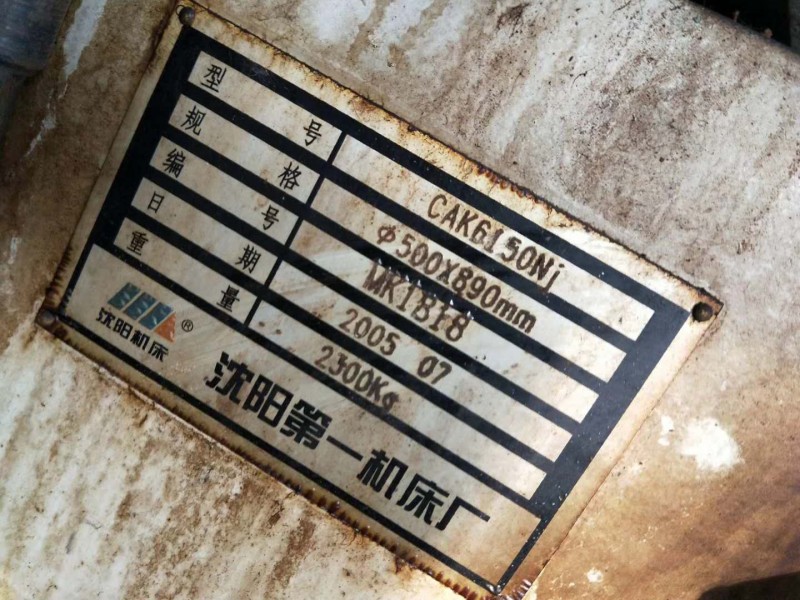 型 号 CAK6150Nj
规 格 φ500X890mm
编 号 MK1818
日 期 2005 07
重 量 2300Kg
沈阳机床 ®
沈阳第一机床厂